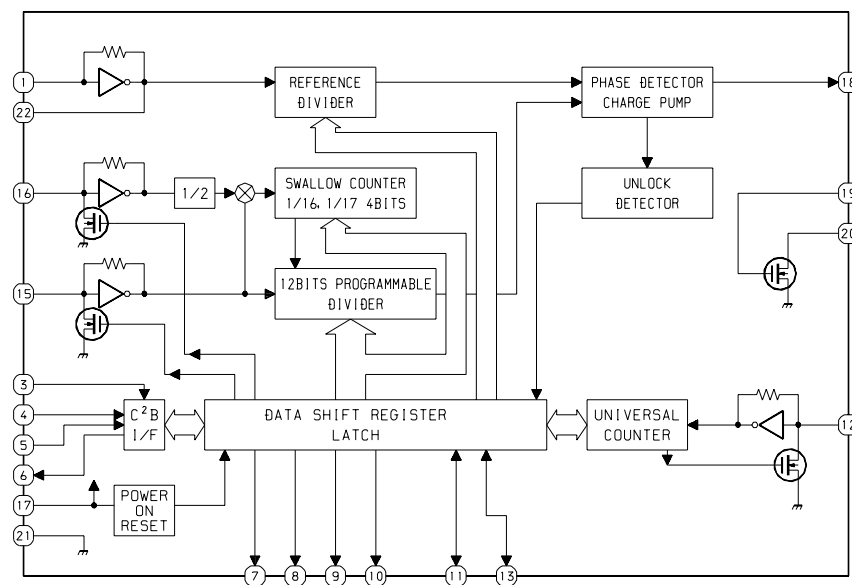 1
REFERENCE
DIVIDER
PHASE DETECTOR
CHARGE PUMP
18
22
16
1/2
SWALLOW COUNTER
1/16, 1/17 4BITS
UNLOCK
DETECTOR
19
20
15
12BITS PROGRAMMABLE
DIVIDER
3
4
5
6
C²B
I/F
DATA SHIFT REGISTER
LATCH
UNIVERSAL
COUNTER
12
17
POWER
ON
RESET
21
7
8
9
10
11
13